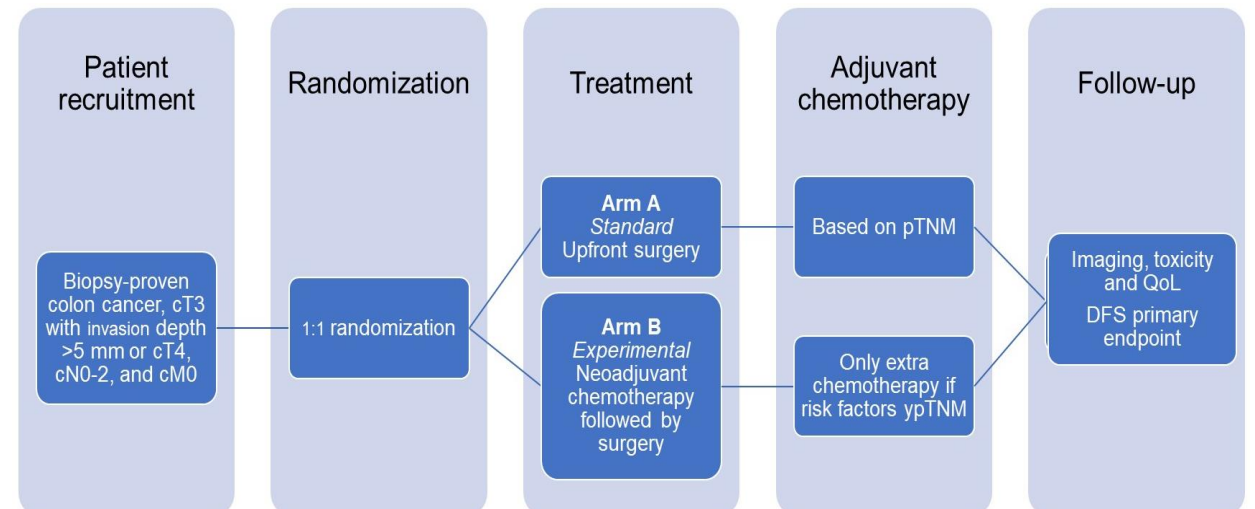 Patient
recruitment
Randomization
Treatment
Adjuvant
chemotherapy
Follow-up
Biopsy-proven
colon cancer, cT3
with invasion depth
>5 mm or cT4,
cN0-2, and cM0
1:1 randomization
Arm A
Standard
Upfront surgery
Arm B
Experimental
Neoadjuvant
chemotherapy
followed by
surgery
Based on pTNM
Only extra
chemotherapy if
risk factors ypTNM
Imaging, toxicity
and QoL
DFS primary
endpoint